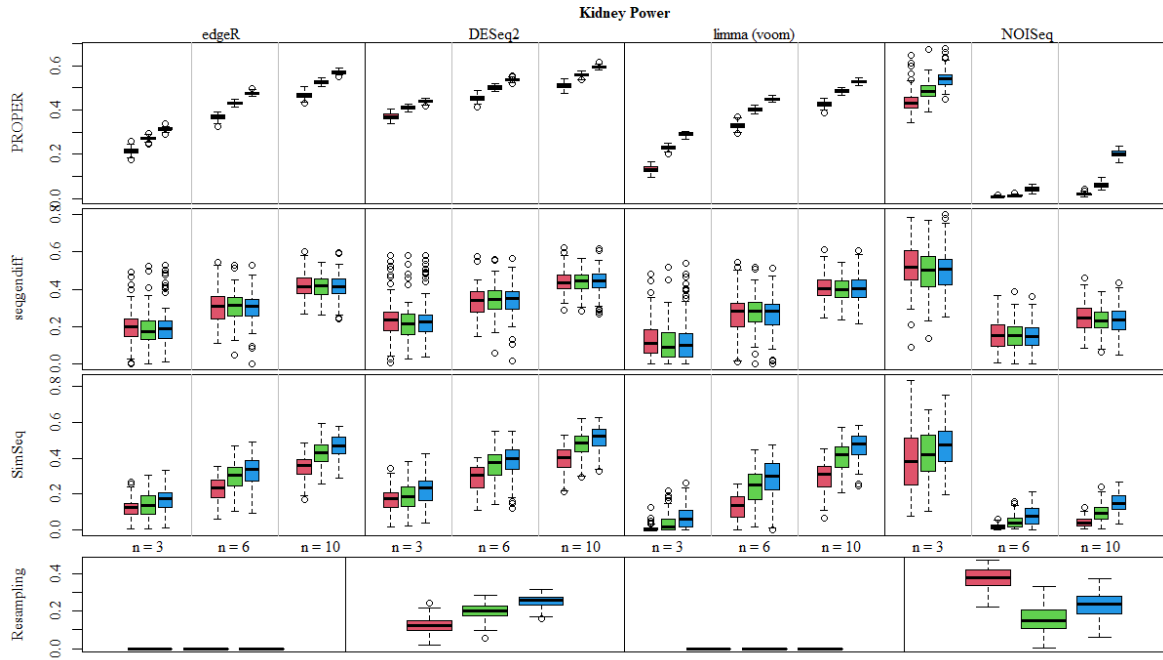 Kidney Power
edgeR DESeq2 limma (voom) NOISeq
PROPER
0.0 0.2 0.4 0.6
seqgendiff
0.0 0.2 0.4 0.6 0.8
SimSeq
0.0 0.2 0.4 0.6 0.8
n = 3 n = 6 n = 10 n = 3 n = 6 n = 10 n = 3 n = 6 n = 10 n = 3 n = 6 n = 10
Resampling
0.0 0.2 0.4